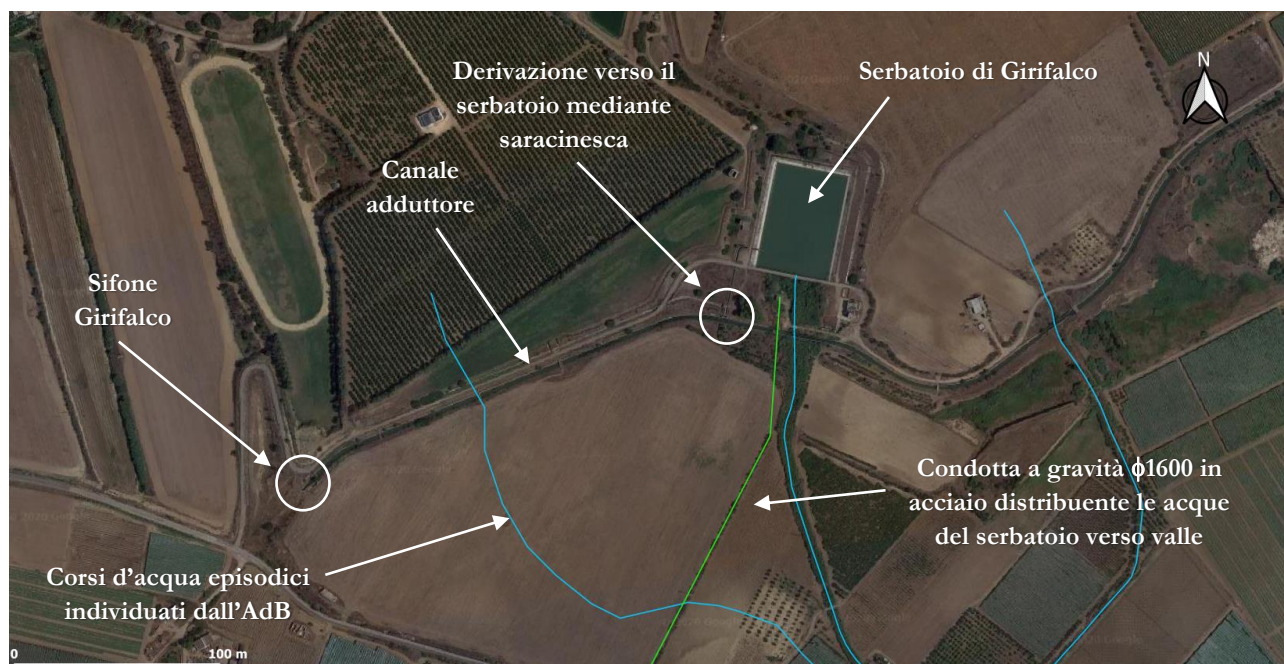 Derivazione verso il
serbatoio mediante
saracinesca
Serbatoio di Girifalco
N
Canale
adduttore
Sifone
Girifalco
Condotta a gravità ϕ1600 in
acciaio distribuente le acque
del serbatoio verso valle
Corsi d’acqua episodici
individuati dall’AdB
0
100 m